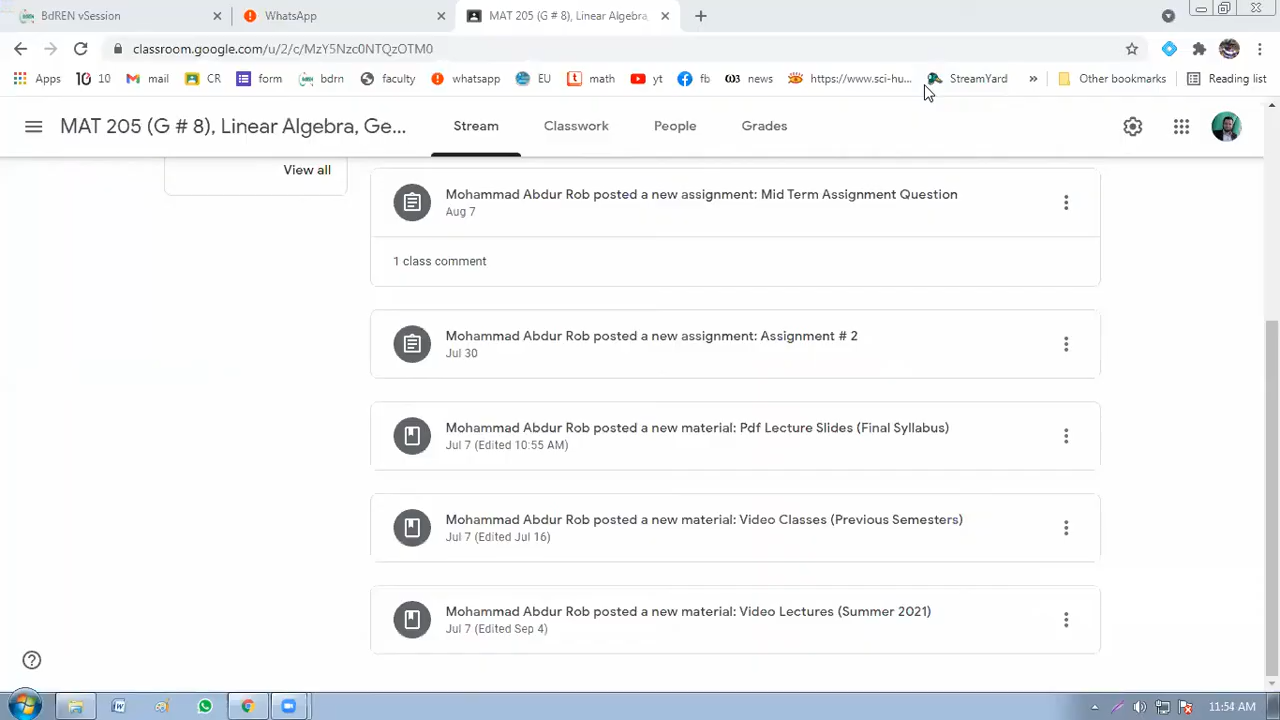 BdREN vSession
WhatsApp
MAT 205 (G # 8), Linear Algebra,
classroom.google.com/u/2/c/MzY5Nzc0NTQzOTM0
Apps
10
mail
CR
form
bdrn
faculty
whatsapp
EU
math
yt
fb
news
https://www.sci-hu...
StreamYard
»
Other bookmarks
Reading list
MAT 205 (G # 8), Linear Algebra, Ge...
Stream
Classwork
People
Grades
View all
Mohammad Abdur Rob posted a new assignment: Mid Term Assignment Question
Aug 7
1 class comment
Mohammad Abdur Rob posted a new assignment: Assignment # 2
Jul 30
Mohammad Abdur Rob posted a new material: Pdf Lecture Slides (Final Syllabus)
Jul 7 (Edited 10:55 AM)
Mohammad Abdur Rob posted a new material: Video Classes (Previous Semesters)
Jul 7 (Edited Jul 16)
Mohammad Abdur Rob posted a new material: Video Lectures (Summer 2021)
Jul 7 (Edited Sep 4)
11:54 AM